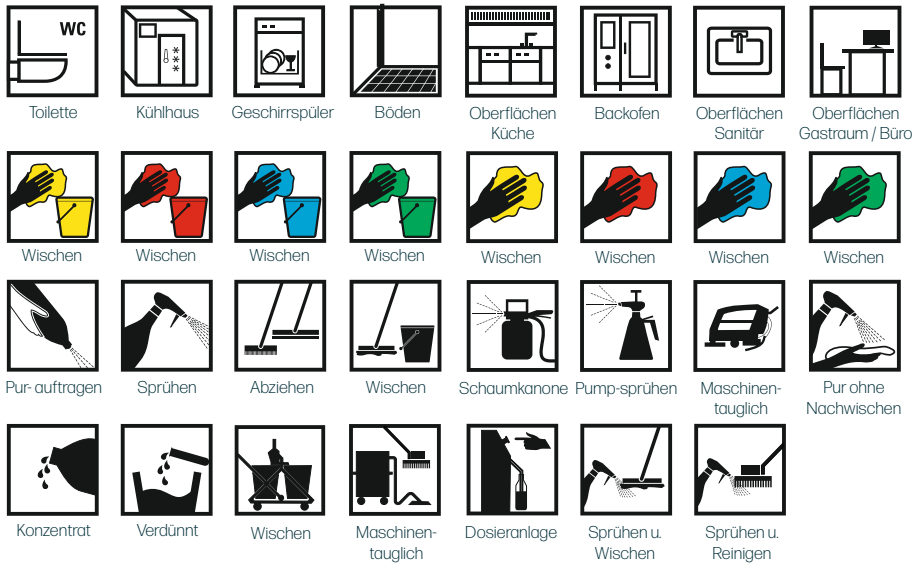 WC
Toilette
Kühlhaus
Geschirrspüler
Böden
Oberflächen
Küche
Backofen
Oberflächen
Sanitär
Oberflächen
Gastraum / Büro
Wischen
Wischen
Wischen
Wischen
Wischen
Wischen
Wischen
Wischen
Pur- auftragen
Sprühen
Abziehen
Wischen
Schaumkanone
Pump-sprühen
Maschinen-
tauglich
Pur ohne
Nachwischen
Konzentrat
Verdünnt
Wischen
Maschinen-
tauglich
Dosieranlage
Sprühen u.
Wischen
Sprühen u.
Reinigen